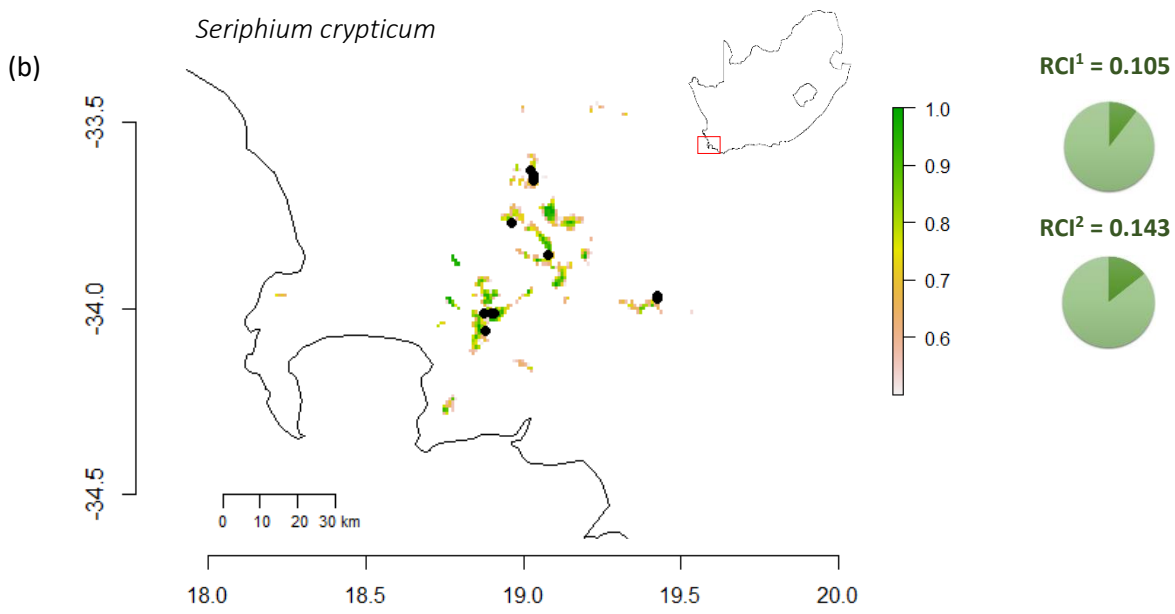 Seriphium crypticum
(b)
RCI¹ = 0.105
-33.5
1.0
0.9
RCI² = 0.143
0.8
-34.0
0.7
0.6
-34.5
0 10 20 30 km
18.0 18.5 19.0 19.5 20.0